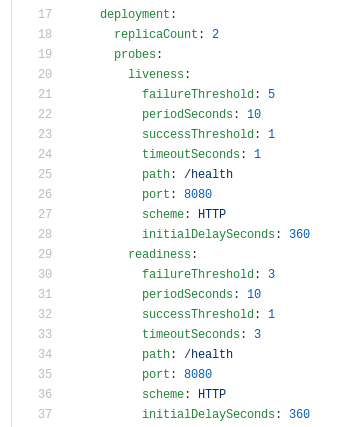 17 deployment:
18 replicaCount: 2
19 probes:
20 liveness:
21 failureThreshold: 5
22 periodSeconds: 10
23 successThreshold: 1
24 timeoutSeconds: 1
25 path: /health
26 port: 8080
27 scheme: HTTP
28 initialDelaySeconds: 360
29 readiness:
30 failureThreshold: 3
31 periodSeconds: 10
32 successThreshold: 1
33 timeoutSeconds: 3
34 path: /health
35 port: 8080
36 scheme: HTTP
37 initialDelaySeconds: 360